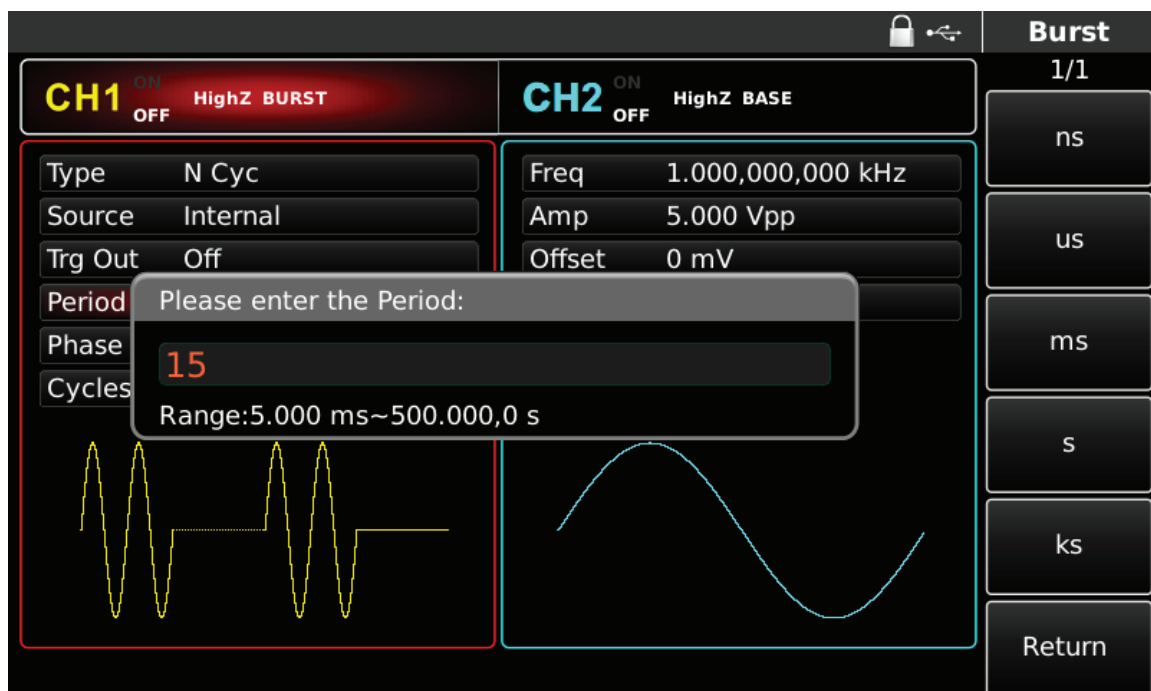 Burst
1/1
CH1 ON OFF HighZ BURST
CH2 ON OFF HighZ BASE
Type N Cyc
Source Internal
Trg Out Off
Period
Phase
Cycles
Freq 1.000,000,000 kHz
Amp 5.000 Vpp
Offset 0 mV
Please enter the Period:
15
Range:5.000 ms~500.000,0 s
ns
us
ms
s
ks
Return